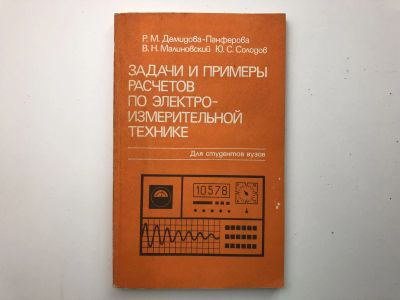 Р. М. Демидова-Панферова
В. Н. Малиновский Ю. С. Солодов
ЗАДАЧИ И ПРИМЕРЫ
РАСЧЕТОВ
ПО ЭЛЕКТРО-
ИЗМЕРИТЕЛЬНОЙ
ТЕХНИКЕ
Для студентов вузов
10578